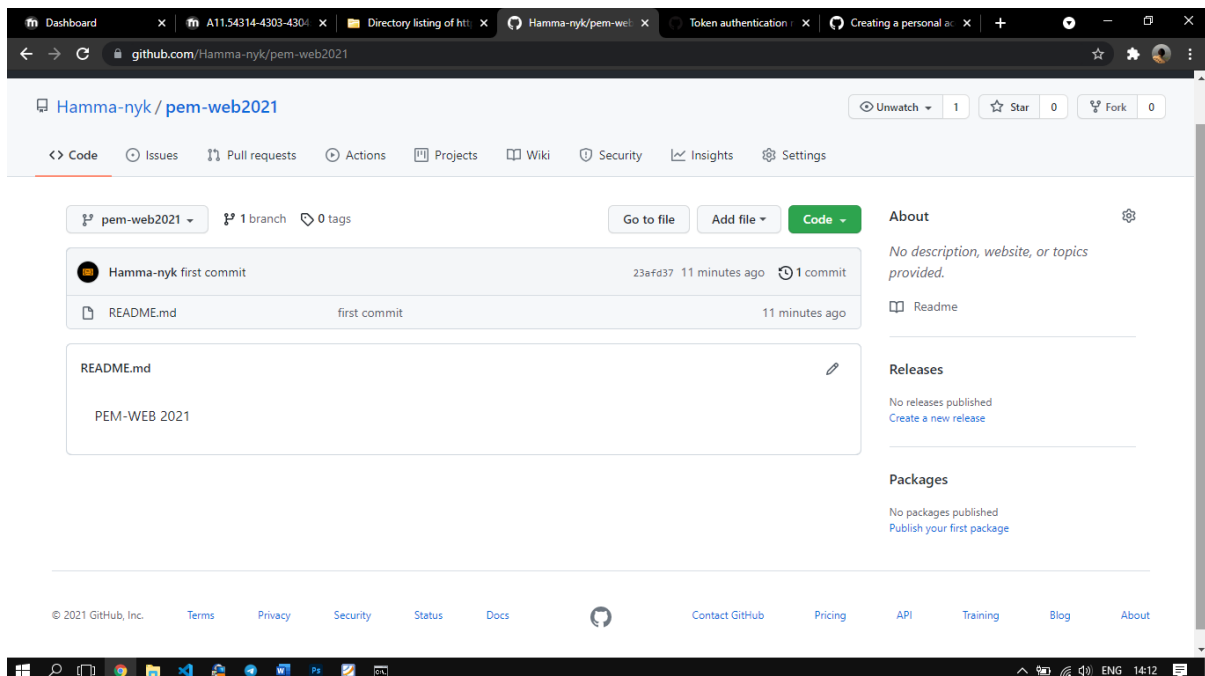 Dashboard A11.54314-4303-4304 Directory listing of htt Hamma-nyk/pem-web Token authentication r Creating a personal ac
github.com/Hamma-nyk/pem-web2021
Hamma-nyk / pem-web2021 Unwatch 1 Star 0 Fork 0
Code Issues Pull requests Actions Projects Wiki Security Insights Settings
pem-web2021 1 branch 0 tags Go to file Add file Code
Hamma-nyk first commit 23afd37 11 minutes ago 1 commit
README.md first commit 11 minutes ago
README.md
PEM-WEB 2021
About
No description, website, or topics
provided.
Readme
Releases
No releases published
Create a new release
Packages
No packages published
Publish your first package
© 2021 GitHub, Inc. Terms Privacy Security Status Docs Contact GitHub Pricing API Training Blog About
ENG 14:12